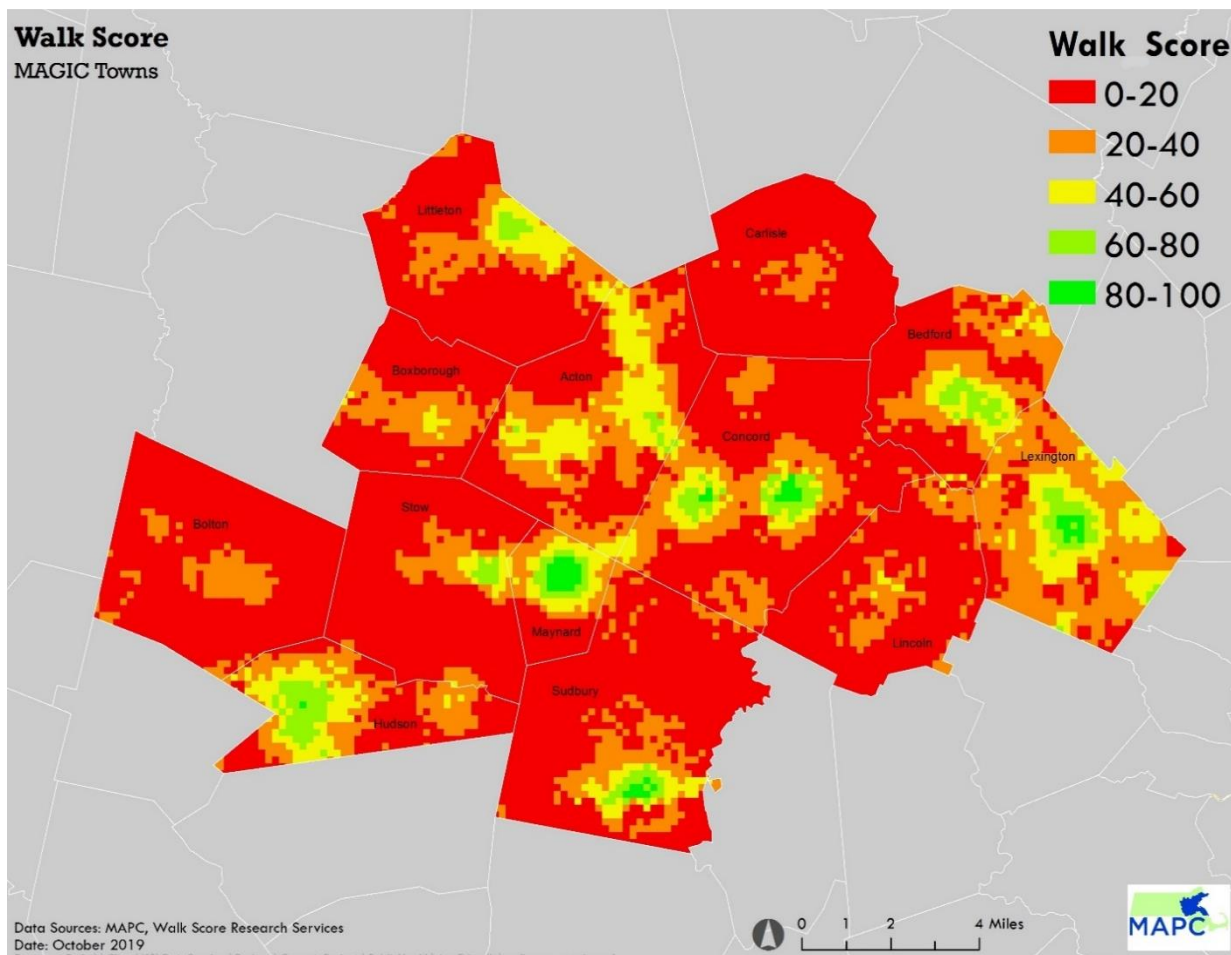 Walk Score
MAGIC Towns
Walk Score
0-20
20-40
40-60
60-80
80-100
Littleton
Carlisle
Bedford
Boxborough
Acton
Concord
Lexington
Stow
Bolton
Maynard
Lincoln
Sudbury
Hudson
Data Sources: MAPC, Walk Score Research Services
Date: October 2019
0 1 2 4 Miles
MAPC